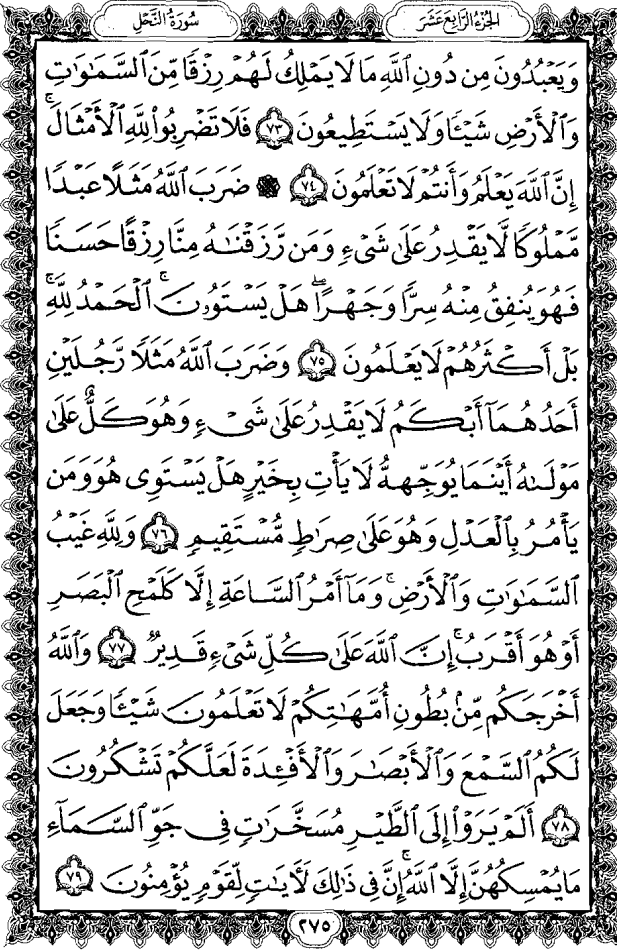 الجزء الرابع عشر
سورة النحل
وَيَعْبُدُونَ مِن دُونِ ٱللَّهِ مَا لَا يَمْلِكُ لَهُمْ رِزْقًا مِّنَ ٱلسَّمَٰوَٰتِ
وَٱلْأَرْضِ شَيْـًٔا وَلَا يَسْتَطِيعُونَ ٧٣ فَلَا تَضْرِبُوا۟ لِلَّهِ ٱلْأَمْثَالَ ۚ
إِنَّ ٱللَّهَ يَعْلَمُ وَأَنتُمْ لَا تَعْلَمُونَ ٧٤ ۞ ضَرَبَ ٱللَّهُ مَثَلًا عَبْدًا
مَّمْلُوكًا لَّا يَقْدِرُ عَلَىٰ شَىْءٍ وَمَن رَّزَقْنَٰهُ مِنَّا رِزْقًا حَسَنًا
فَهُوَ يُنفِقُ مِنْهُ سِرًّا وَجَهْرًا ۖ هَلْ يَسْتَوُۥنَ ۚ ٱلْحَمْدُ لِلَّهِ ۚ
بَلْ أَكْثَرُهُمْ لَا يَعْلَمُونَ ٧٥ وَضَرَبَ ٱللَّهُ مَثَلًا رَّجُلَيْنِ
أَحَدُهُمَآ أَبْكَمُ لَا يَقْدِرُ عَلَىٰ شَىْءٍ وَهُوَ كَلٌّ عَلَىٰ
مَوْلَىٰهُ أَيْنَمَا يُوَجِّههُّ لَا يَأْتِ بِخَيْرٍ هَلْ يَسْتَوِى هُوَ وَمَن
يَأْمُرُ بِٱلْعَدْلِ وَهُوَ عَلَىٰ صِرَٰطٍ مُّسْتَقِيمٍ ٧٦ وَلِلَّهِ غَيْبُ
ٱلسَّمَٰوَٰتِ وَٱلْأَرْضِ ۚ وَمَآ أَمْرُ ٱلسَّاعَةِ إِلَّا كَلَمْحِ ٱلْبَصَرِ
أَوْ هُوَ أَقْرَبُ ۚ إِنَّ ٱللَّهَ عَلَىٰ كُلِّ شَىْءٍ قَدِيرٌ ٧٧ وَٱللَّهُ
أَخْرَجَكُم مِّنۢ بُطُونِ أُمَّهَٰتِكُمْ لَا تَعْلَمُونَ شَيْـًٔا وَجَعَلَ
لَكُمُ ٱلسَّمْعَ وَٱلْأَبْصَٰرَ وَٱلْأَفْـِٔدَةَ لَعَلَّكُمْ تَشْكُرُونَ
٧٨ أَلَمْ يَرَوْا۟ إِلَى ٱلطَّيْرِ مُسَخَّرَٰتٍ فِى جَوِّ ٱلسَّمَآءِ
مَا يُمْسِكُهُنَّ إِلَّا ٱللَّهُ ۗ إِنَّ فِى ذَٰلِكَ لَـَٔايَٰتٍ لِّقَوْمٍ يُؤْمِنُونَ ٧٩
٢٧٥